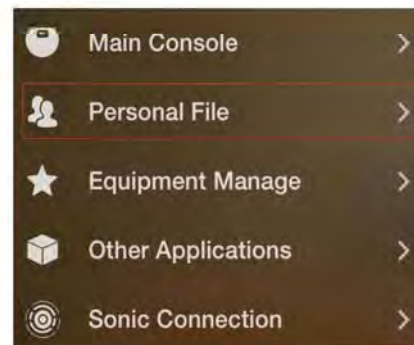 Main Console
Personal File
Equipment Manage
Other Applications
Sonic Connection